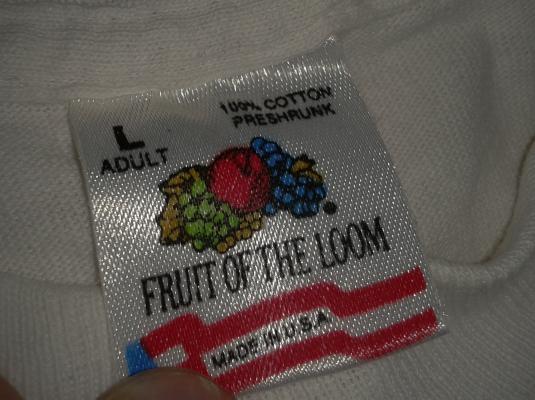 L
ADULT
100% COTTON
PRESHRUNK
FRUIT OF THE LOOM
MADE IN U.S.A.